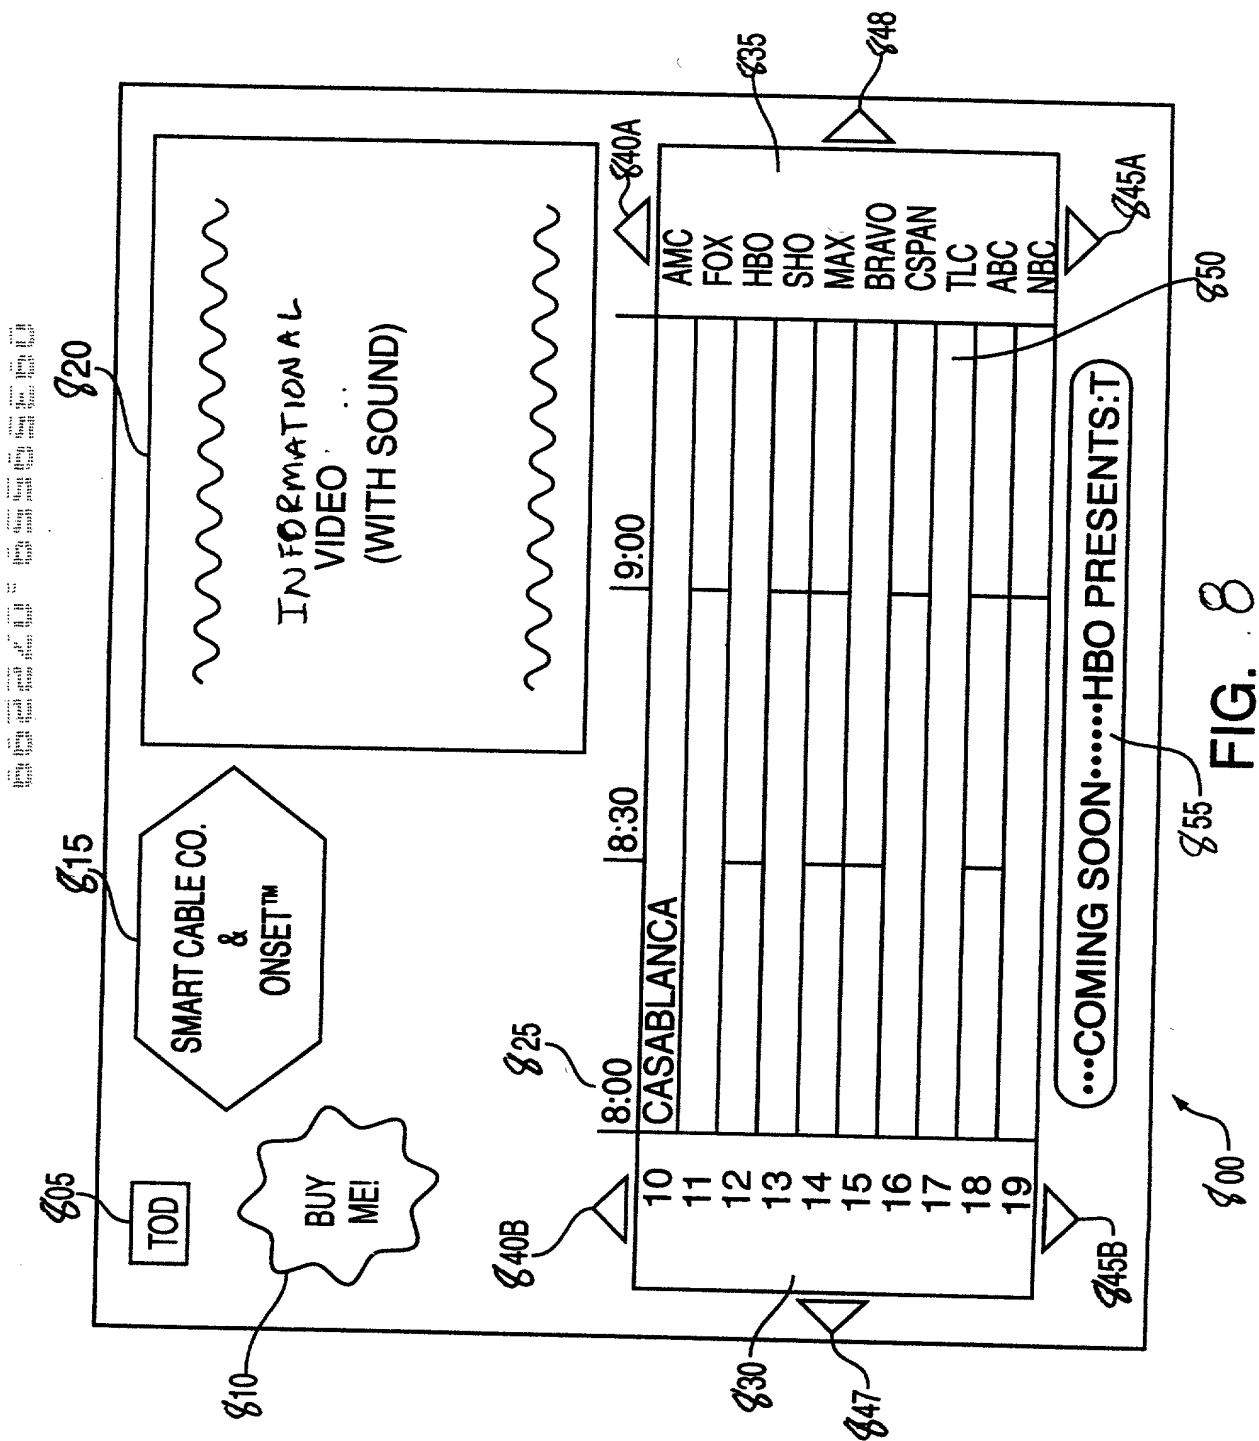 820
815
805
TOD
SMART CABLE CO.
&
ONSET™
INFORMATIONAL
VIDEO
(WITH SOUND)
BUY
ME!
810
825
840B
840A
835
8:00
8:30
9:00
10 CASABLANCA AMC
11 FOX
12 HBO
13 SHO
14 MAX
15 BRAVO
16 CSPAN
17 TLC
18 ABC
19 NBC
830
847
848
845B
845A
850
•••COMING SOON••••••HBO PRESENTS:T
800
855
FIG. 8